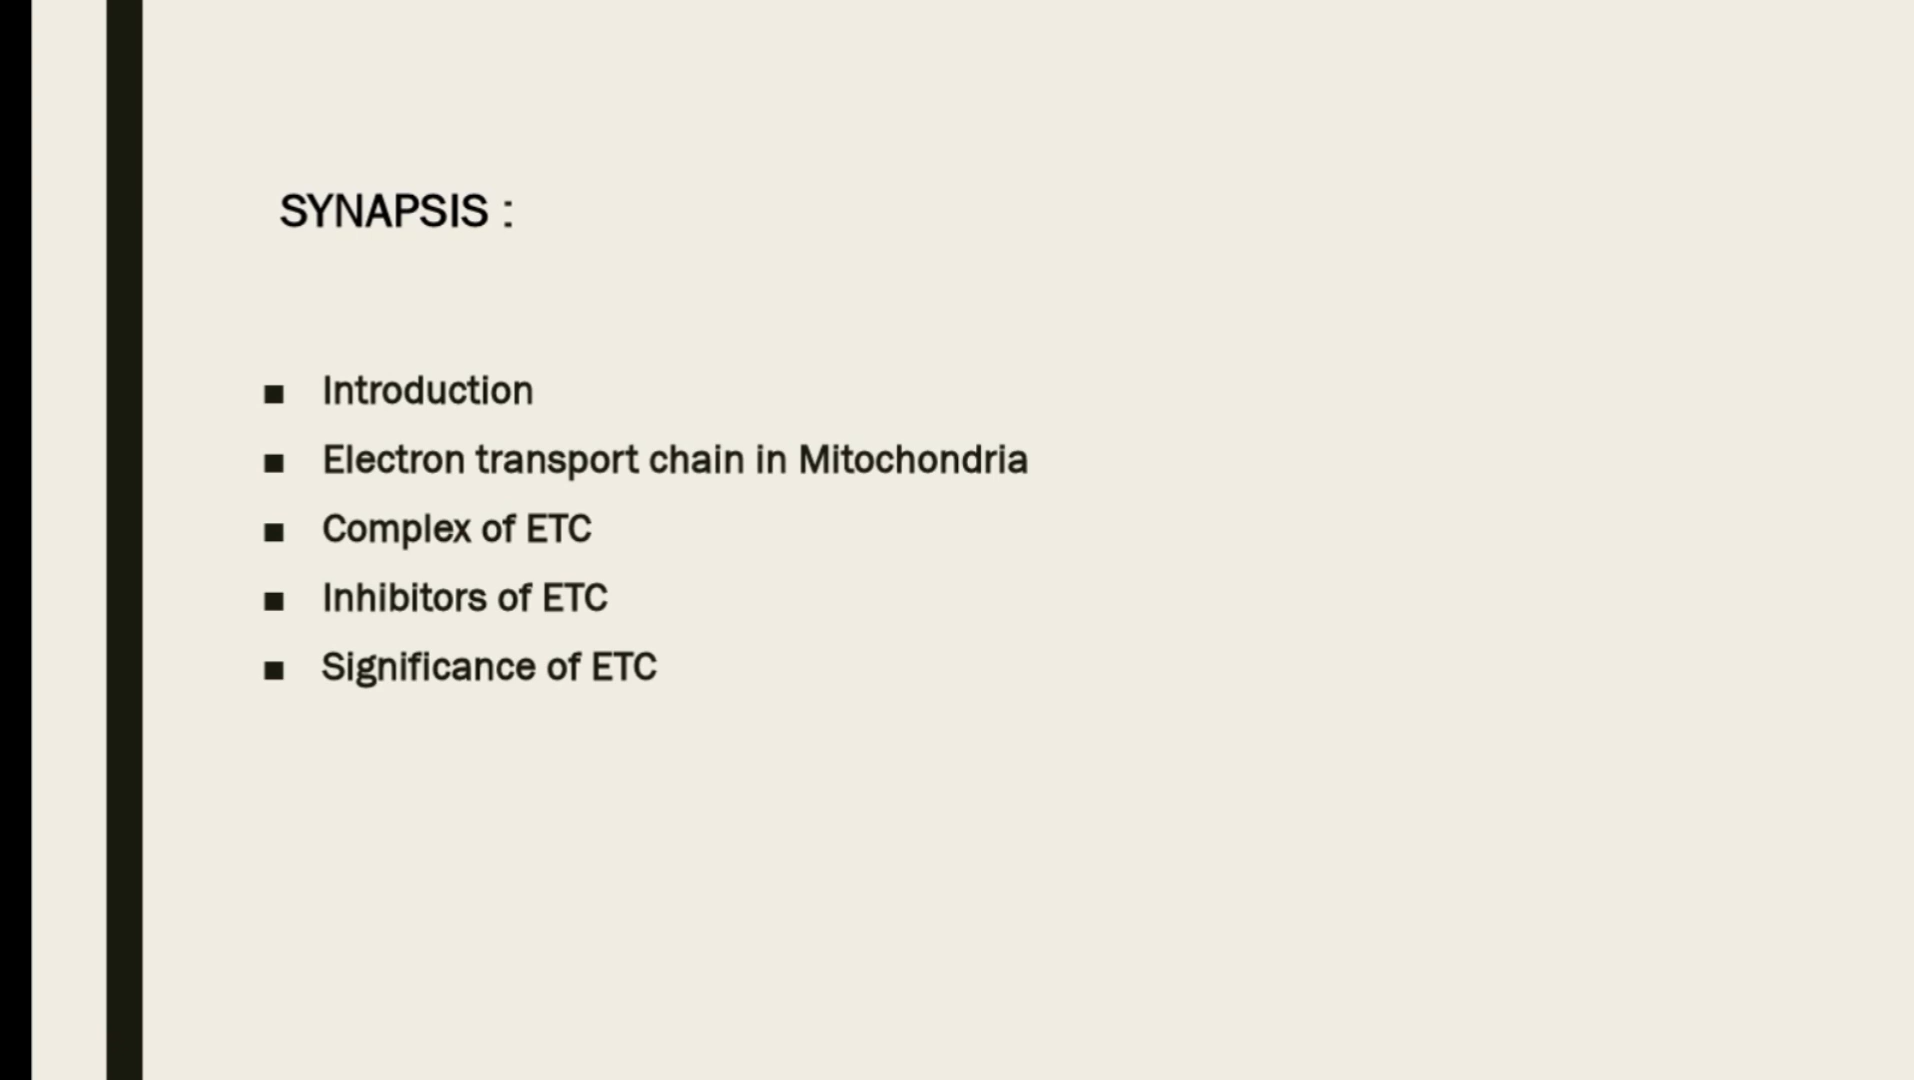 SYNAPSIS :
■ Introduction
■ Electron transport chain in Mitochondria
■ Complex of ETC
■ Inhibitors of ETC
■ Significance of ETC